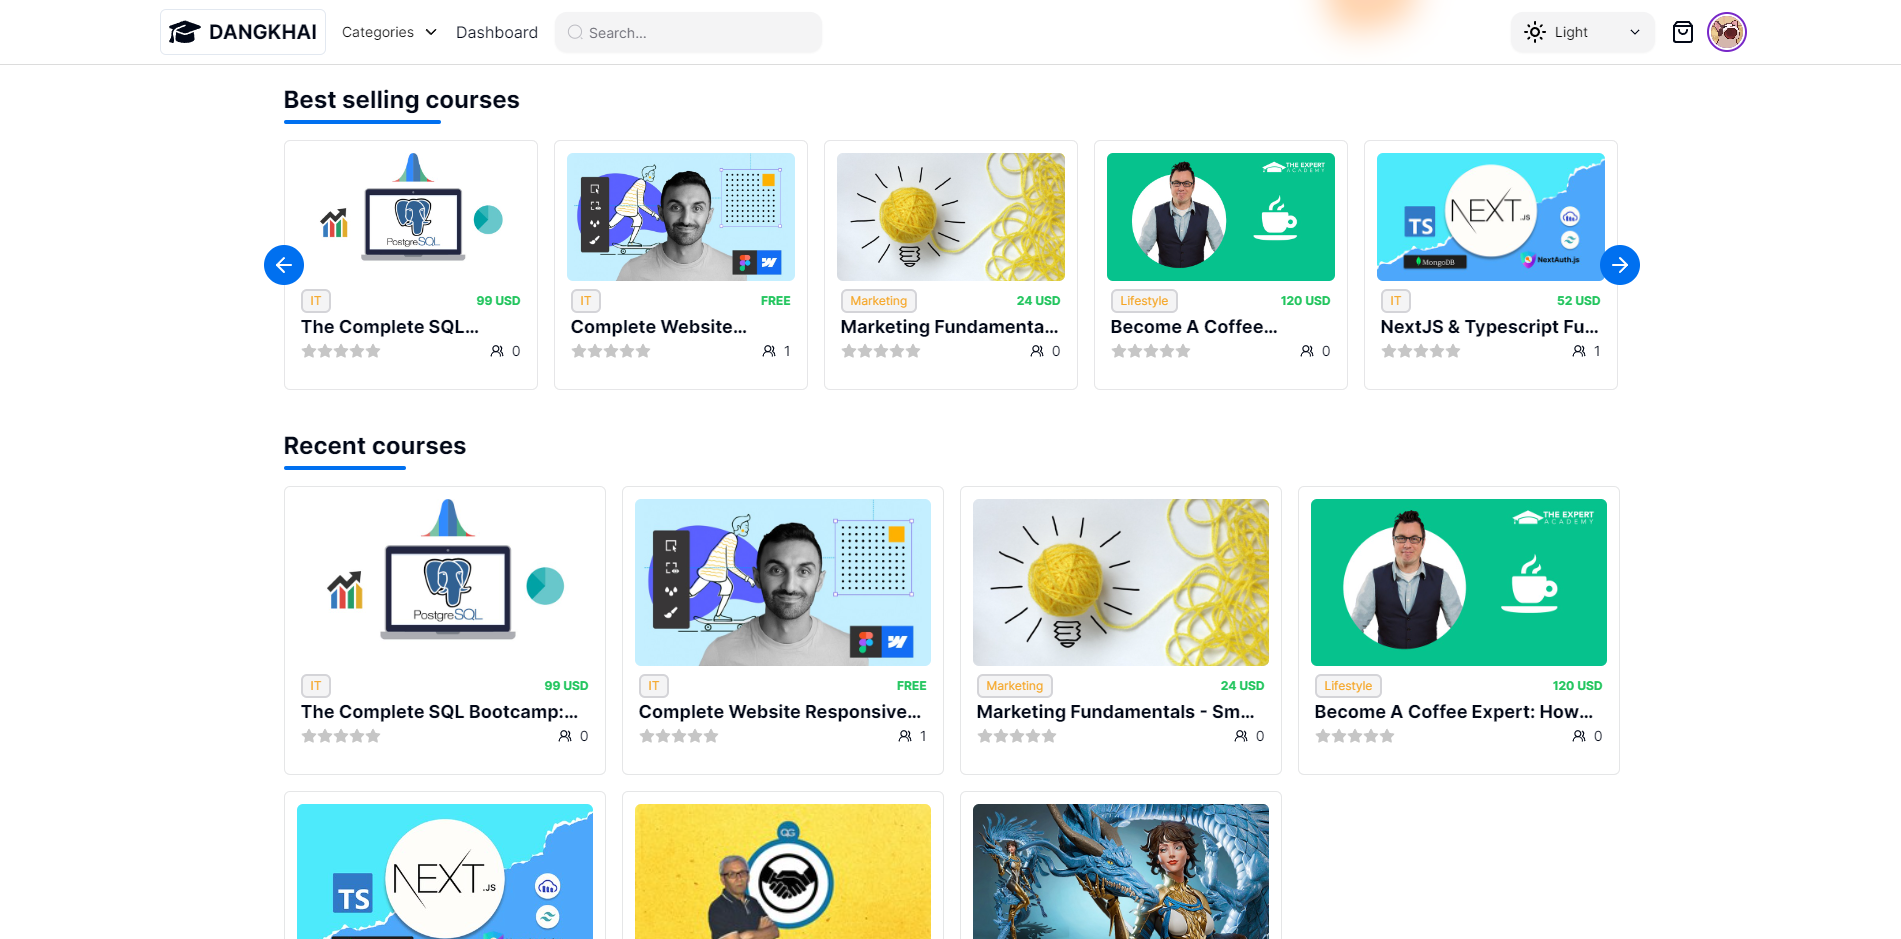 DANGKHAI
Categories
Dashboard
Search...
Light
Best selling courses
PostgreSQL
IT
99 USD
The Complete SQL...
0
IT
FREE
Complete Website...
1
Marketing
24 USD
Marketing Fundamenta...
0
THE EXPERT
ACADEMY
Lifestyle
120 USD
Become A Coffee...
0
NEXT.JS
TS
MongoDB
NextAuth.js
IT
52 USD
NextJS & Typescript Fu...
1
Recent courses
PostgreSQL
IT
99 USD
The Complete SQL Bootcamp:...
0
IT
FREE
Complete Website Responsive...
1
Marketing
24 USD
Marketing Fundamentals - Sm...
0
THE EXPERT
ACADEMY
Lifestyle
120 USD
Become A Coffee Expert: How...
0
NEXT.JS
TS
QG